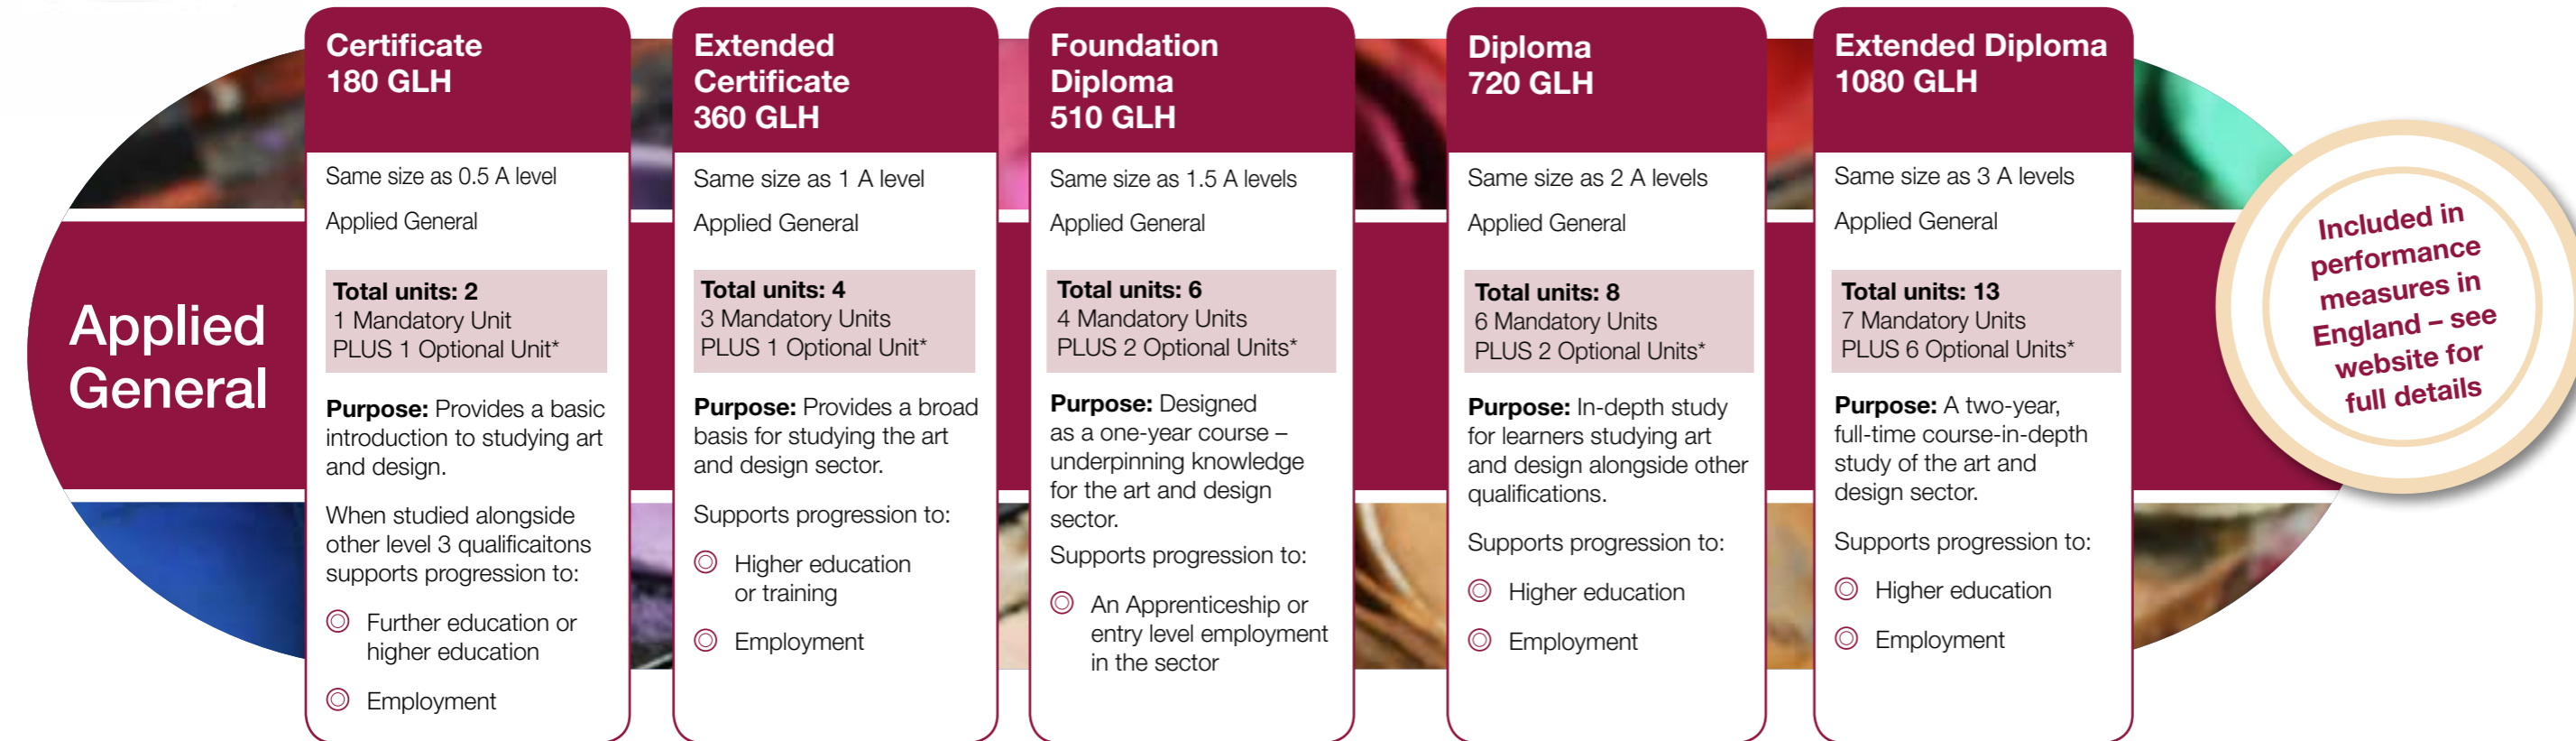 Applied
General
Certificate
180 GLH
Same size as 0.5 A level
Applied General
Total units: 2
1 Mandatory Unit
PLUS 1 Optional Unit*
Purpose: Provides a basic
introduction to studying art
and design.
When studied alongside
other level 3 qualificaitons
supports progression to:
Further education or
higher education
Employment
Extended
Certificate
360 GLH
Same size as 1 A level
Applied General
Total units: 4
3 Mandatory Units
PLUS 1 Optional Unit*
Purpose: Provides a broad
basis for studying the art
and design sector.
Supports progression to:
Higher education
or training
Employment
Foundation
Diploma
510 GLH
Same size as 1.5 A levels
Applied General
Total units: 6
4 Mandatory Units
PLUS 2 Optional Units*
Purpose: Designed
as a one-year course –
underpinning knowledge
for the art and design
sector.
Supports progression to:
An Apprenticeship or
entry level employment
in the sector
Diploma
720 GLH
Same size as 2 A levels
Applied General
Total units: 8
6 Mandatory Units
PLUS 2 Optional Units*
Purpose: In-depth study
for learners studying art
and design alongside other
qualifications.
Supports progression to:
Higher education
Employment
Extended Diploma
1080 GLH
Same size as 3 A levels
Applied General
Total units: 13
7 Mandatory Units
PLUS 6 Optional Units*
Purpose: A two-year,
full-time course-in-depth
study of the art and
design sector.
Supports progression to:
Higher education
Employment
Included in
performance
measures in
England – see
website for
full details